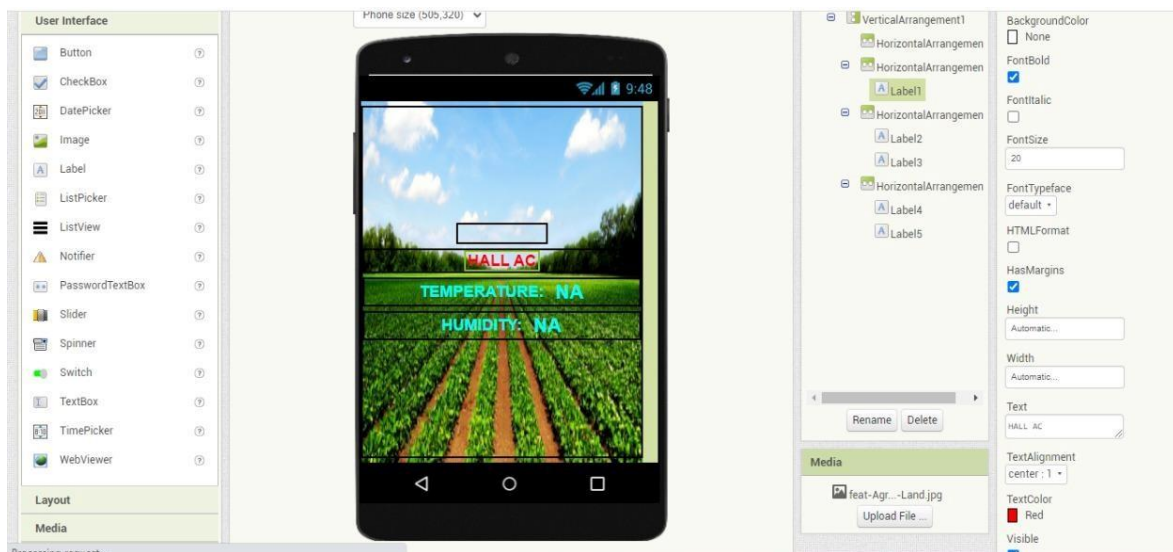 User Interface
Button
CheckBox
DatePicker
Image
Label
ListPicker
ListView
Notifier
PasswordTextBox
Slider
Spinner
Switch
TextBox
TimePicker
WebViewer
Layout
Media
Phone size (505,320)
9:48
HALL AC
TEMPERATURE: NA
HUMIDITY: NA
VerticalArrangement1
HorizontalArrangemen
HorizontalArrangemen
Label1
HorizontalArrangemen
Label2
Label3
HorizontalArrangemen
Label4
Label5
Rename Delete
Media
feat-Agr...-Land.jpg
Upload File ...
BackgroundColor
None
FontBold
FontItalic
FontSize
20
FontTypeface
default
HTMLFormat
HasMargins
Height
Automatic...
Width
Automatic...
Text
HALL AC
TextAlignment
center : 1
TextColor
Red
Visible